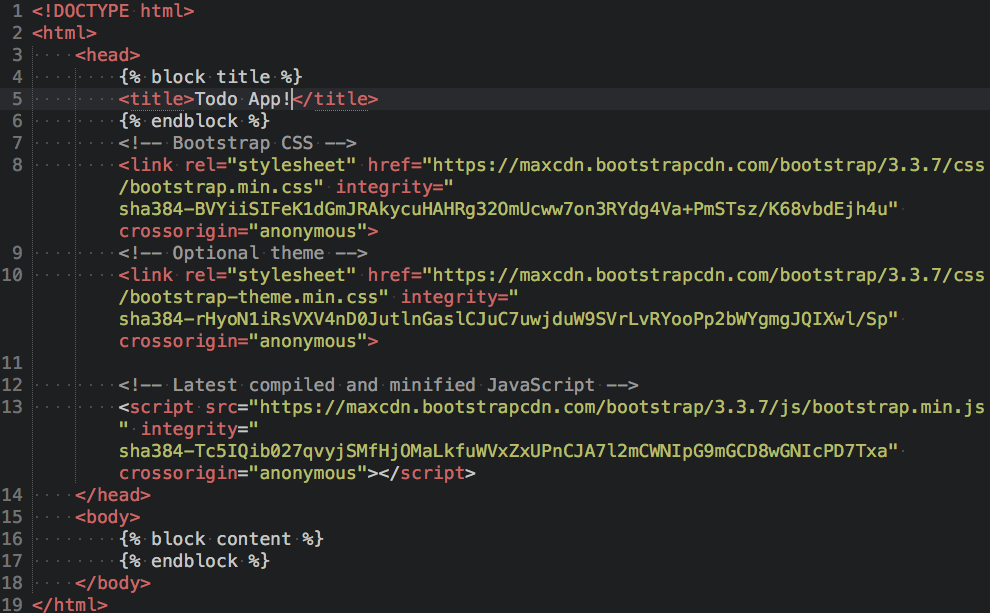 1 <!DOCTYPE html>
2 <html>
3 <head>
4 {% block title %}
5 <title>Todo App!</title>
6 {% endblock %}
7 <!-- Bootstrap CSS -->
8 <link rel="stylesheet" href="https://maxcdn.bootstrapcdn.com/bootstrap/3.3.7/css
/bootstrap.min.css" integrity="
sha384-BVYiiSIFeK1dGmJRAkycuHAHRg32OmUcww7on3RYdg4Va+PmSTsz/K68vbdEjh4u"
crossorigin="anonymous">
9 <!-- Optional theme -->
10 <link rel="stylesheet" href="https://maxcdn.bootstrapcdn.com/bootstrap/3.3.7/css
/bootstrap-theme.min.css" integrity="
sha384-rHyoN1iRsVXV4nD0JutlnGaslCJuC7uwjduW9SVrLvRYooPp2bWYgmgJQIXwl/Sp"
crossorigin="anonymous">
11
12 <!-- Latest compiled and minified JavaScript -->
13 <script src="https://maxcdn.bootstrapcdn.com/bootstrap/3.3.7/js/bootstrap.min.js
" integrity="
sha384-Tc5IQib027qvyjSMfHjOMaLkfuWVxZxUPnCJA7l2mCWNIpG9mGCD8wGNIcPD7Txa"
crossorigin="anonymous"></script>
14 </head>
15 <body>
16 {% block content %}
17 {% endblock %}
18 </body>
19 </html>